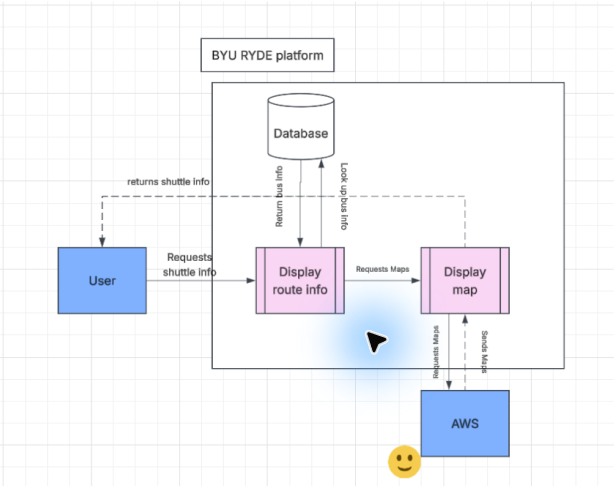 BYU RYDE platform
Database
Return bus Info
Look up bus info
returns shuttle info
User
Requests
shuttle info
Display
route info
Requests Maps
Display
map
Requests Maps
Sends Maps
AWS